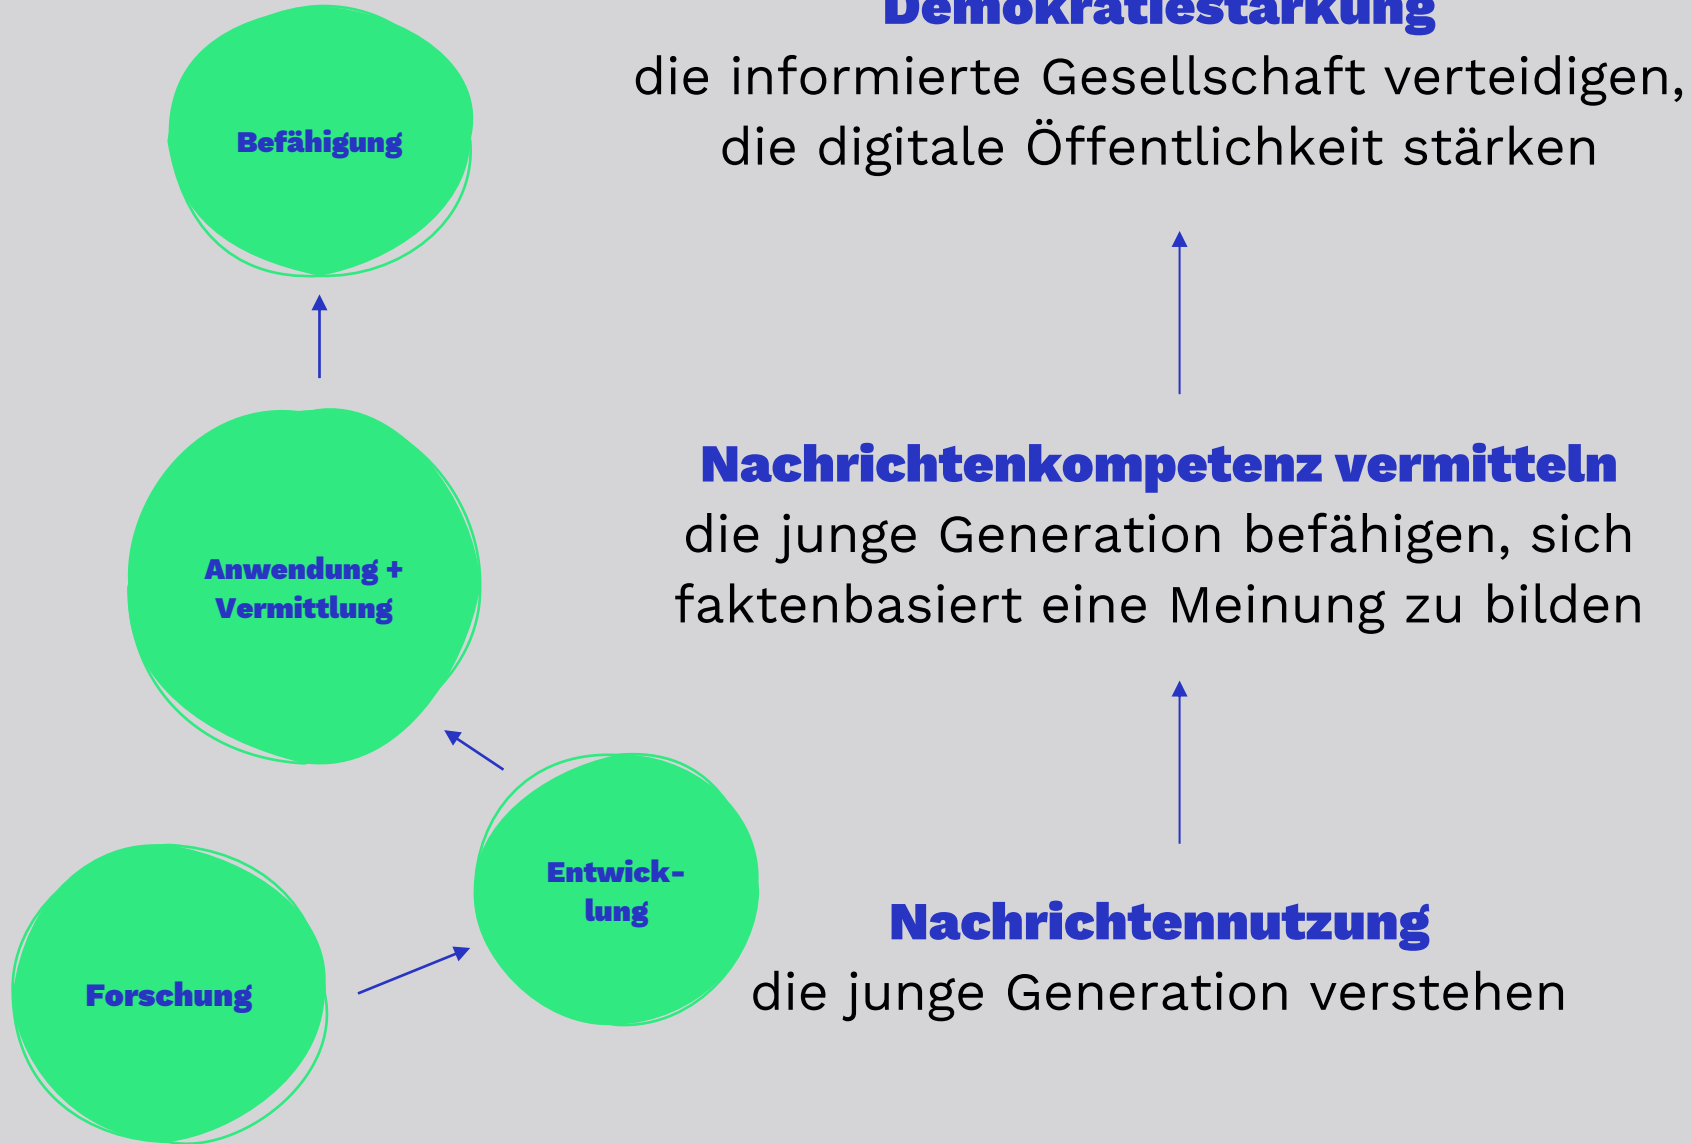 Demokratiestärkung
die informierte Gesellschaft verteidigen,
die digitale Öffentlichkeit stärken
Befähigung
Nachrichtenkompetenz vermitteln
die junge Generation befähigen, sich
faktenbasiert eine Meinung zu bilden
Anwendung +
Vermittlung
Entwick-
lung
Nachrichtennutzung
die junge Generation verstehen
Forschung